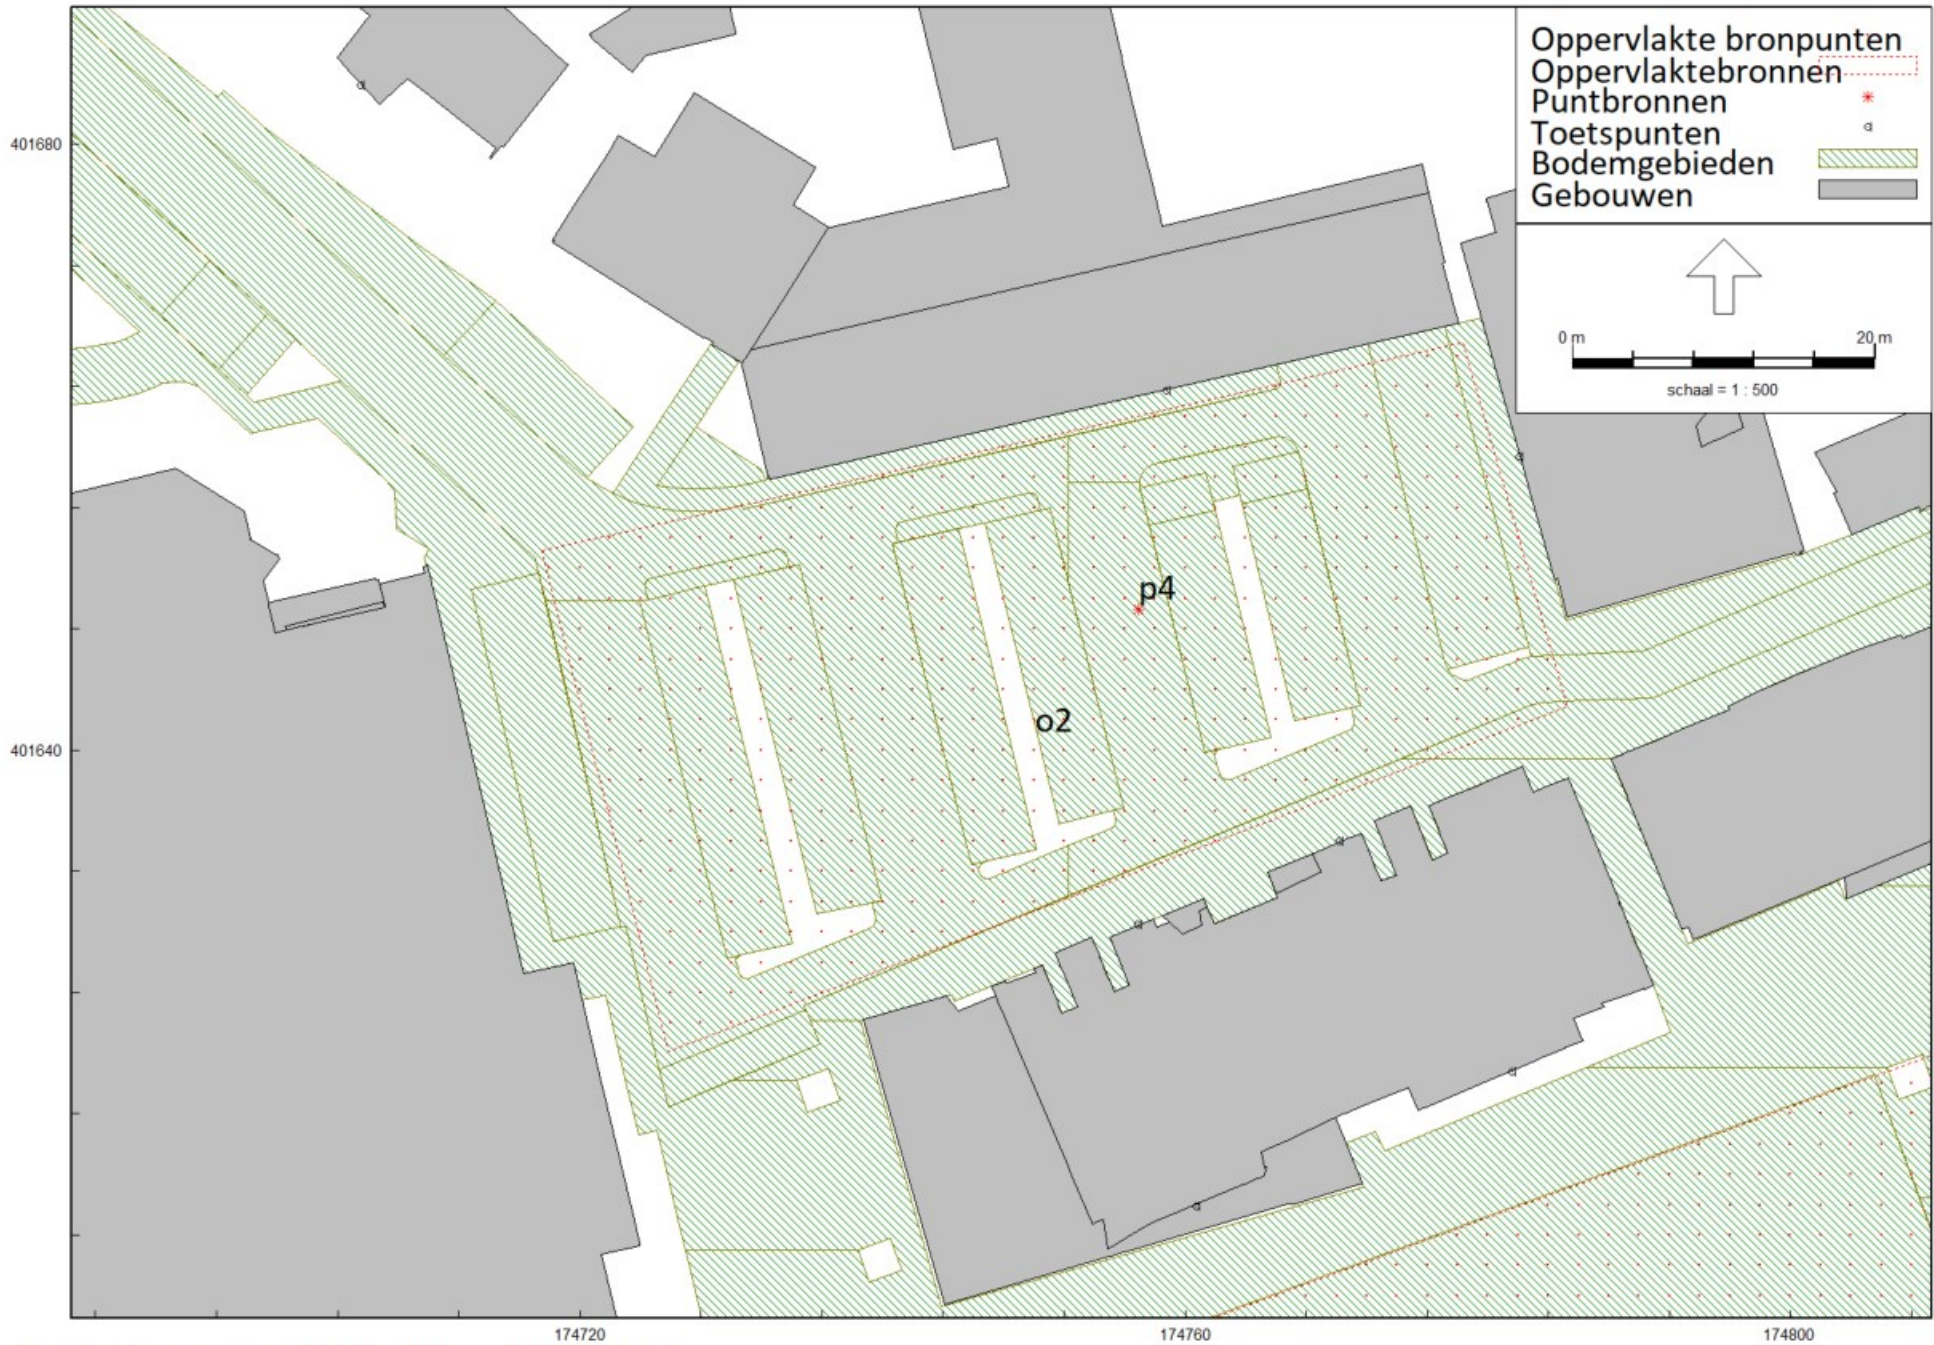 Oppervlakte bronpunten
Oppervlaktebronnen
Puntbronnen
Toetspunten
Bodemgebieden
Gebouwen
0 m 20 m
schaal = 1 : 500
401680
p4
o2
401640
174720 174760 174800